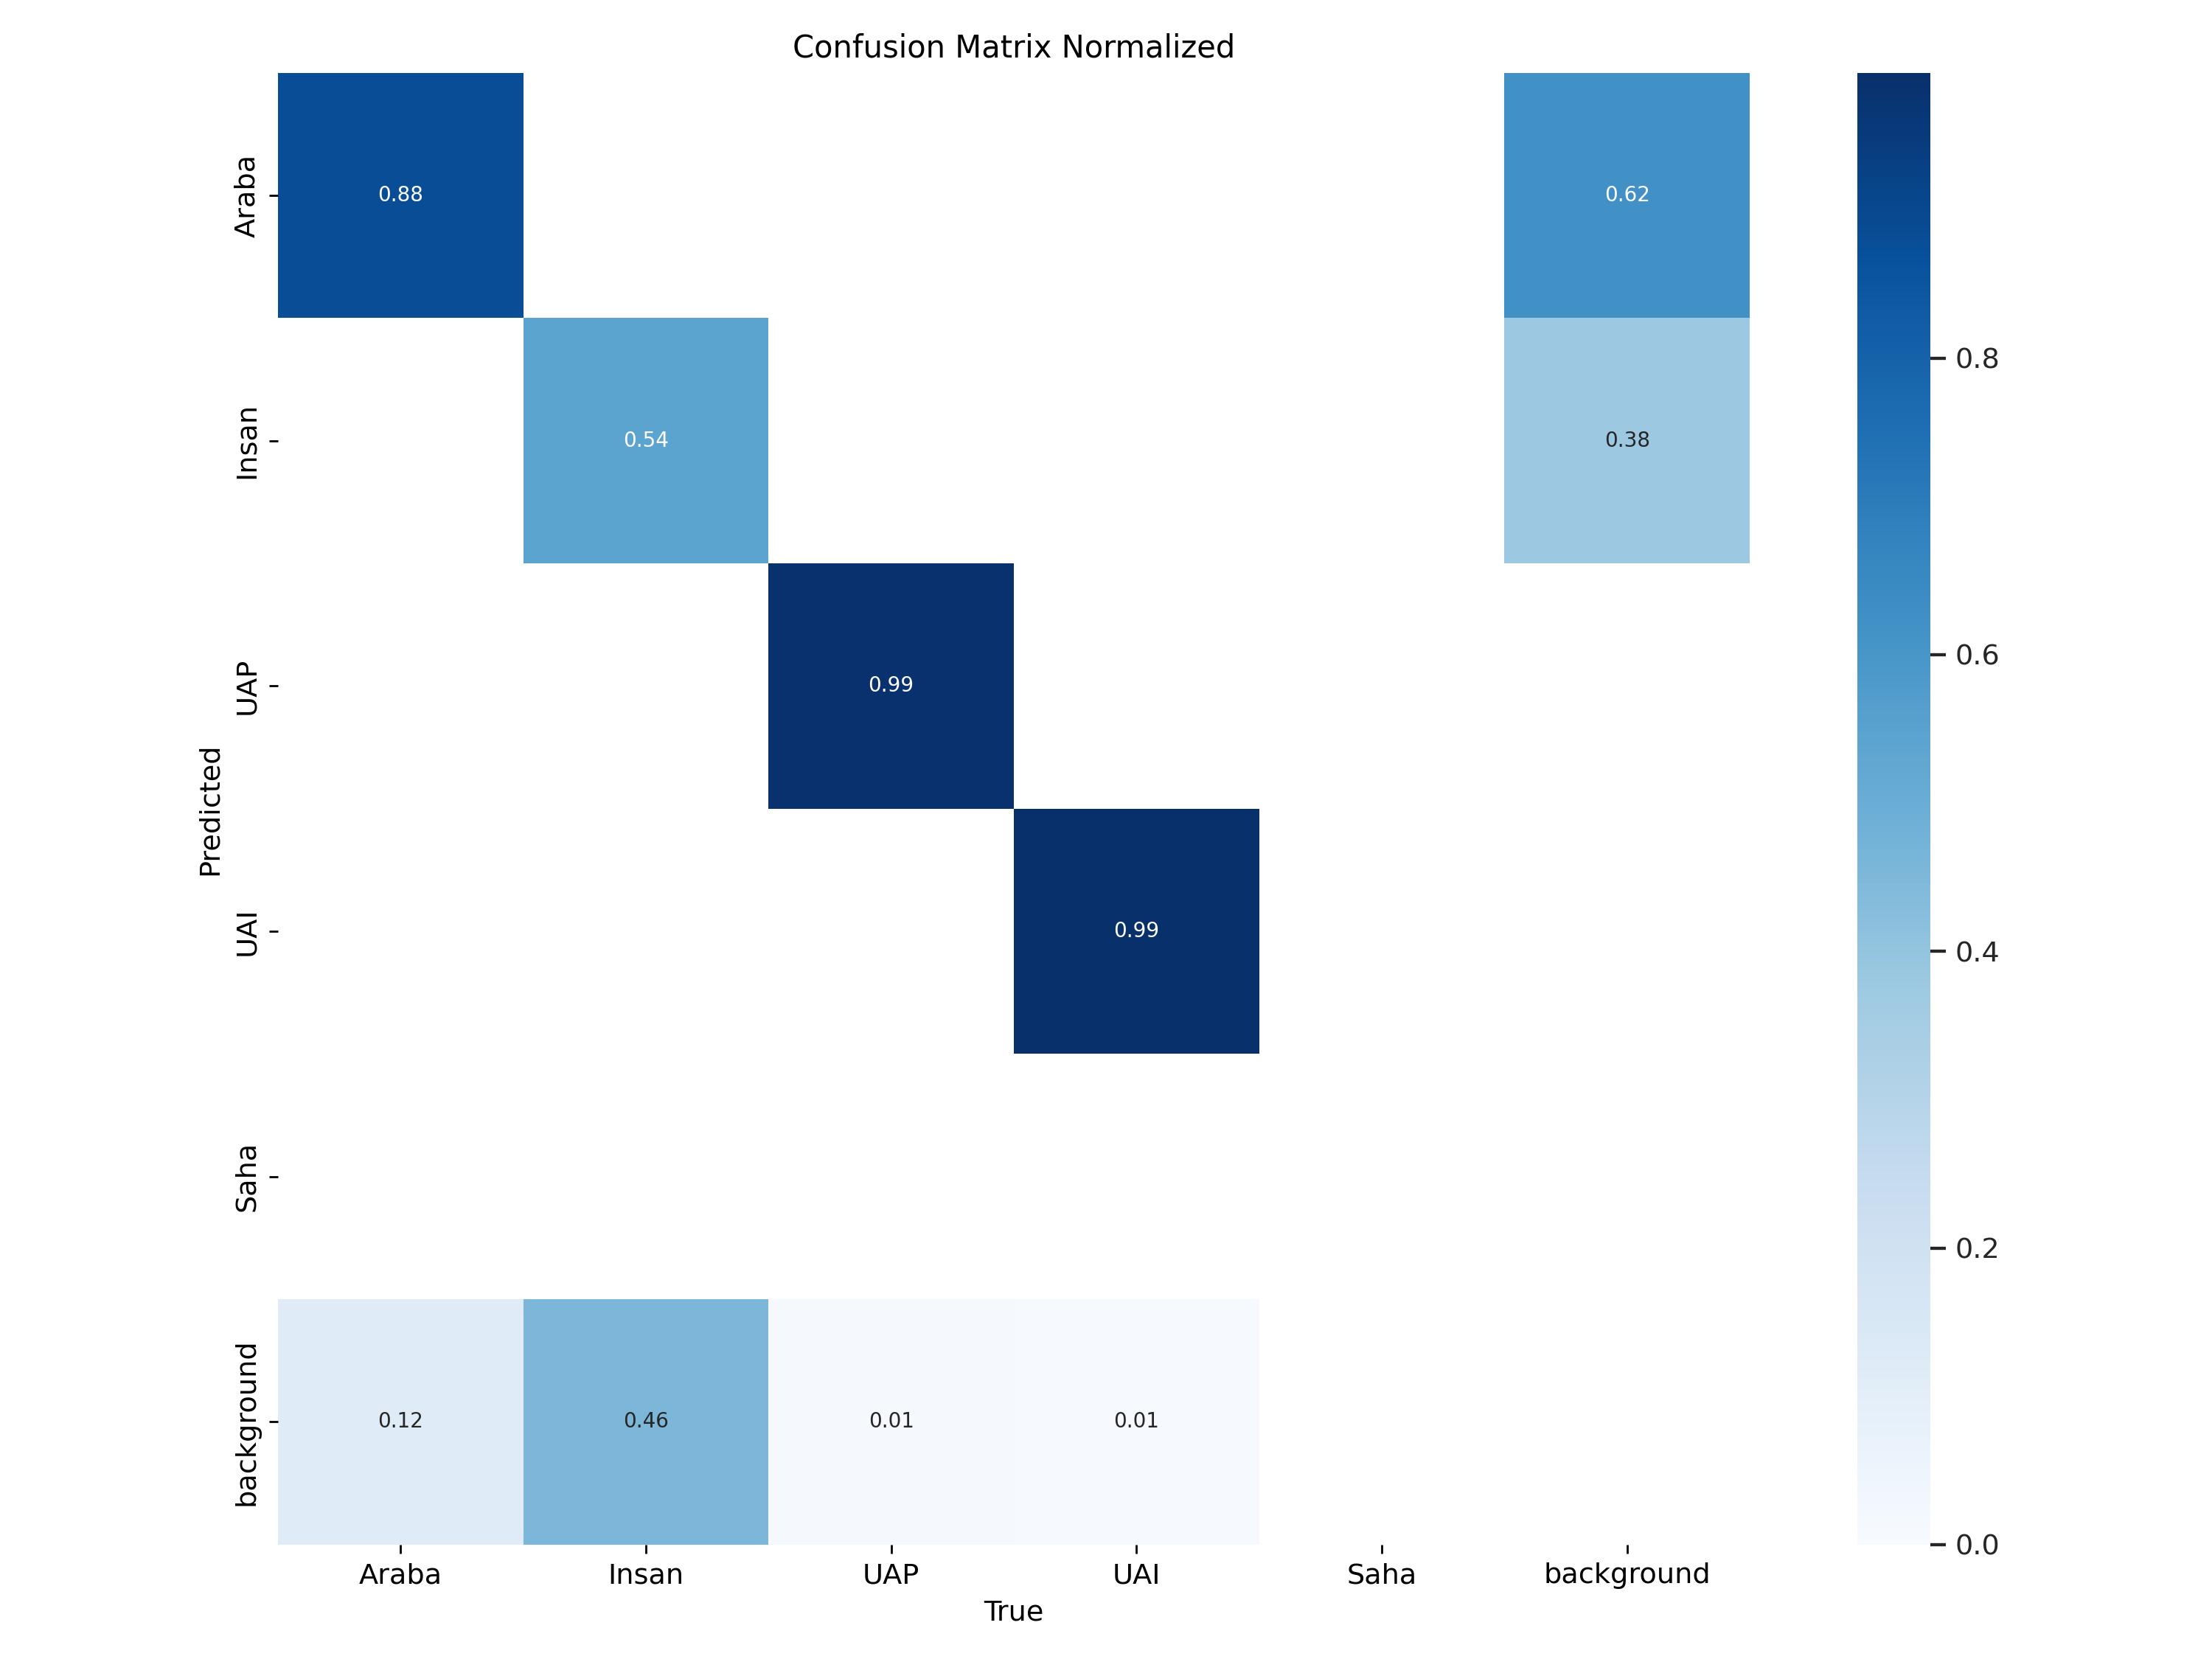 Confusion Matrix Normalized
Araba
0.88
0.62
Insan
0.54
0.38
UAP
0.99
UAI
0.99
Saha
background
0.12
0.46
0.01
0.01
Predicted
Araba
Insan
UAP
UAI
Saha
background
True
0.8
0.6
0.4
0.2
0.0